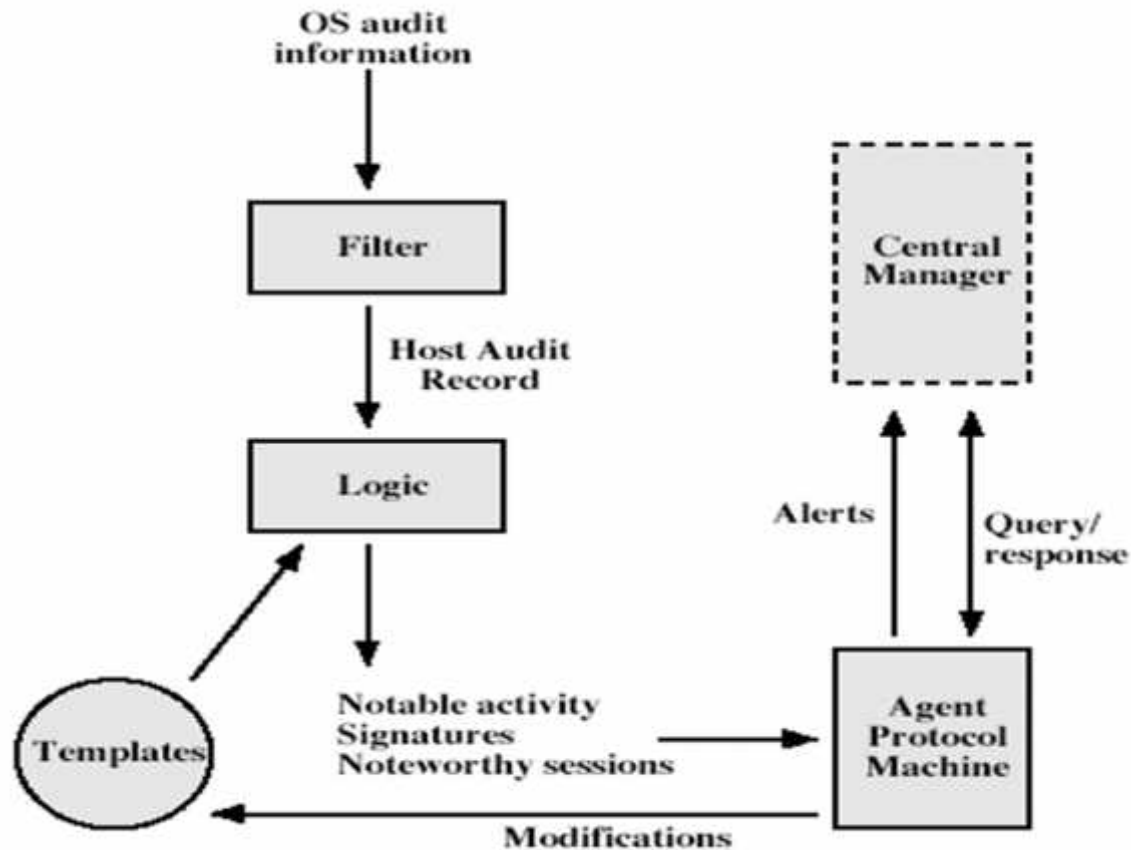 OS audit
information
Filter
Central
Manager
Host Audit
Record
Logic
Alerts
Query/
response
Notable activity
Signatures
Noteworthy sessions
Agent
Protocol
Machine
Templates
Modifications